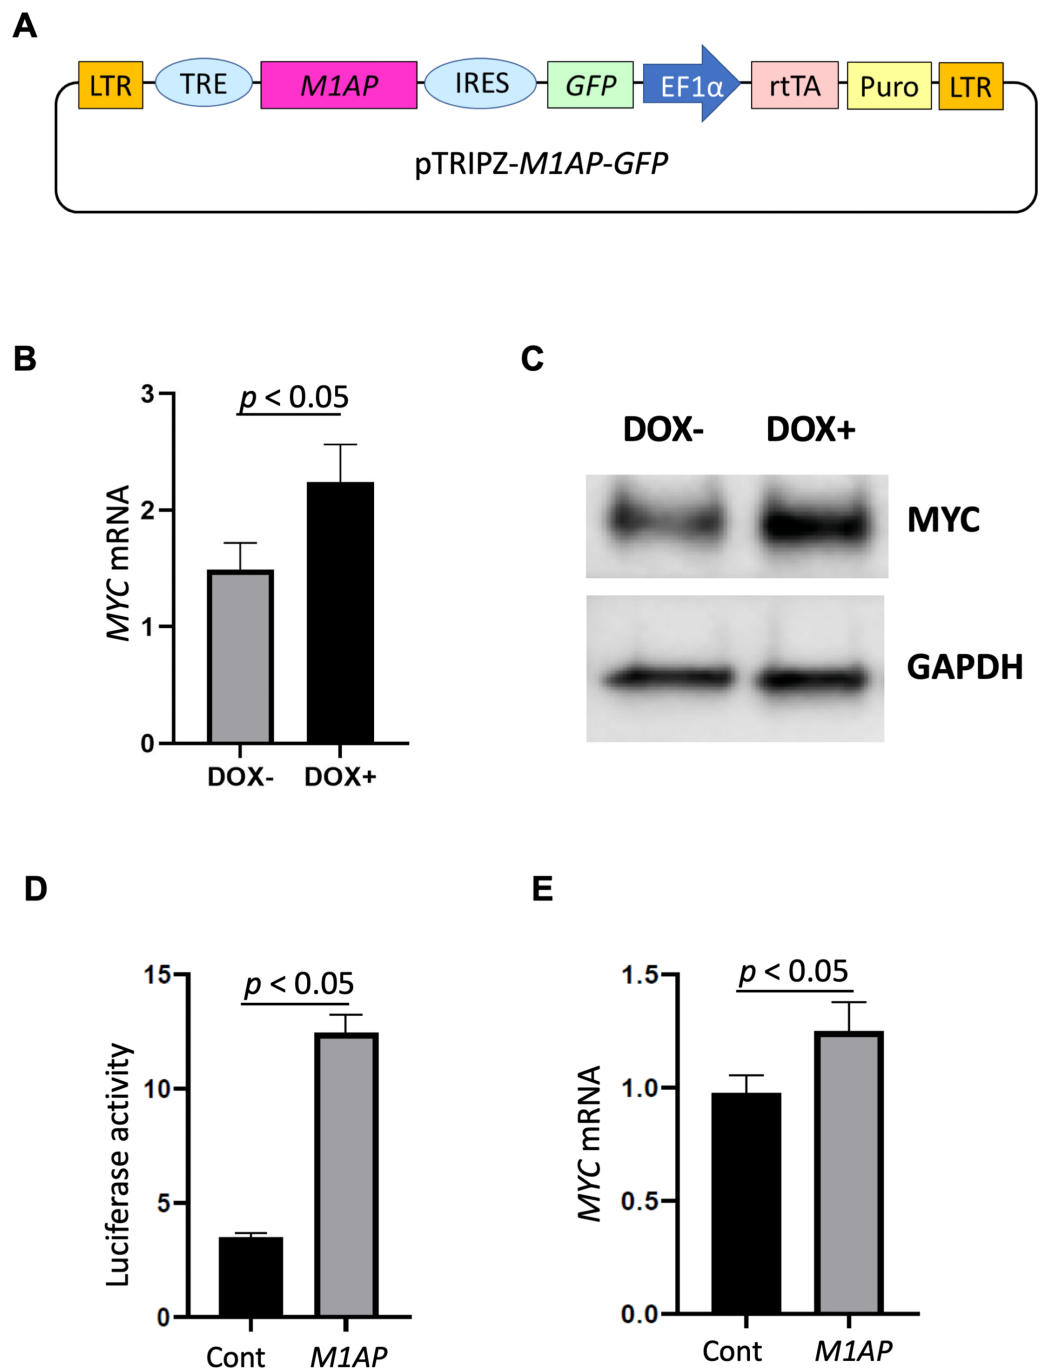 A
LTR TRE M1AP IRES GFP EF1α rtTA Puro LTR
pTRIPZ-M1AP-GFP
B
p < 0.05
3
2
1
0
MYC mRNA
DOX- DOX+
C
DOX- DOX+
MYC
GAPDH
D
p < 0.05
15
10
5
0
Luciferase activity
Cont M1AP
E
p < 0.05
1.5
1.0
0.5
0.0
MYC mRNA
Cont M1AP